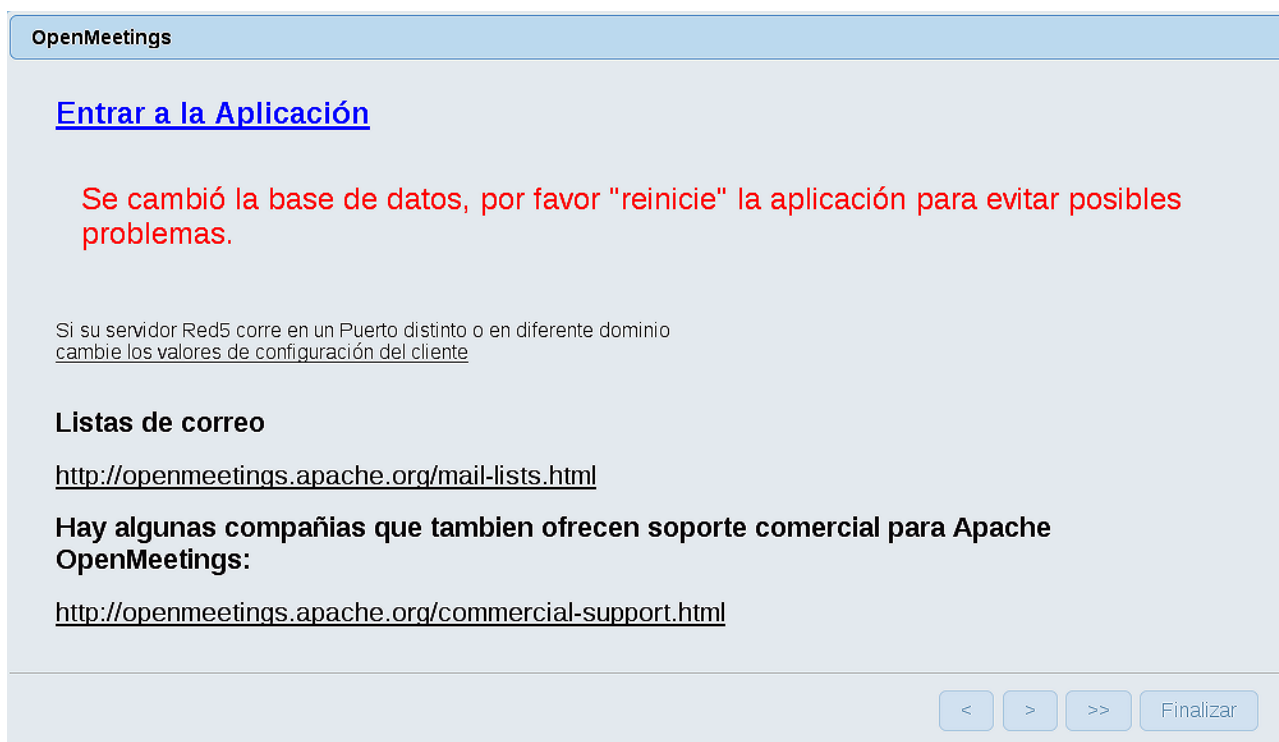 OpenMeetings
Entrar a la Aplicación
Se cambió la base de datos, por favor "reinicie" la aplicación para evitar posibles
problemas.
Si su servidor Red5 corre en un Puerto distinto o en diferente dominio
cambie los valores de configuración del cliente
Listas de correo
http://openmeetings.apache.org/mail-lists.html
Hay algunas compañias que tambien ofrecen soporte comercial para Apache
OpenMeetings:
http://openmeetings.apache.org/commercial-support.html
< > >> Finalizar